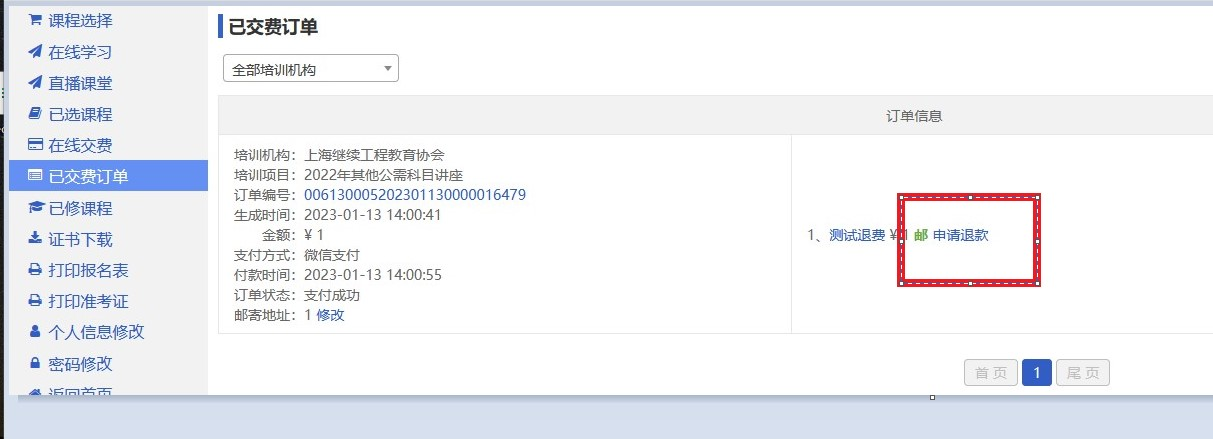 课程选择
在线学习
直播课堂
已选课程
在线交费
已交费订单
已修课程
证书下载
打印报名表
打印准考证
个人信息修改
密码修改
返回首页
已交费订单
全部培训机构
订单信息
培训机构：上海继续工程教育协会
培训项目：2022年其他公需科目讲座
订单编号：006130005202301130000016479
生成时间：2023-01-13 14:00:41
金额：¥ 1
支付方式：微信支付
付款时间：2023-01-13 14:00:55
订单状态：支付成功
邮寄地址：1 修改
1、测试退费 ¥ 1 邮 申请退款
首页 1 尾页